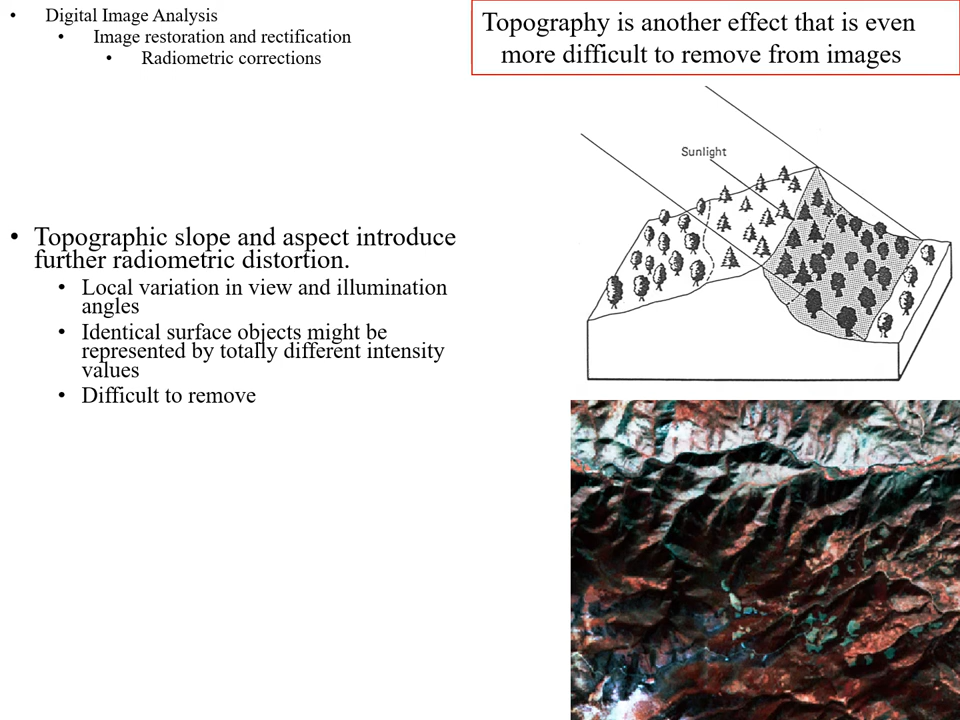 • Digital Image Analysis
• Image restoration and rectification
• Radiometric corrections
Topography is another effect that is even
more difficult to remove from images
Sunlight
• Topographic slope and aspect introduce
further radiometric distortion.
• Local variation in view and illumination
angles
• Identical surface objects might be
represented by totally different intensity
values
• Difficult to remove